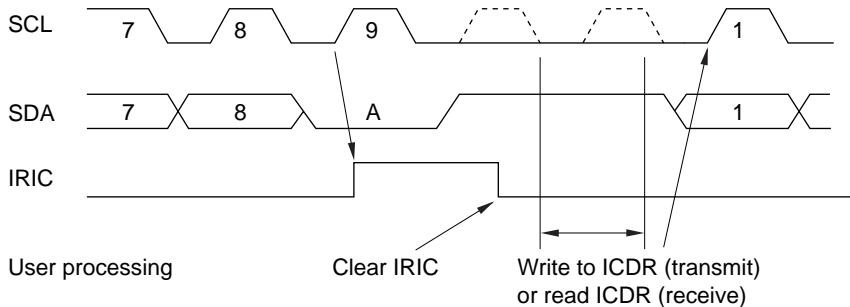 SCL 7 8 9 1
SDA 7 8 A 1
IRIC
User processing Clear IRIC Write to ICDR (transmit)
or read ICDR (receive)